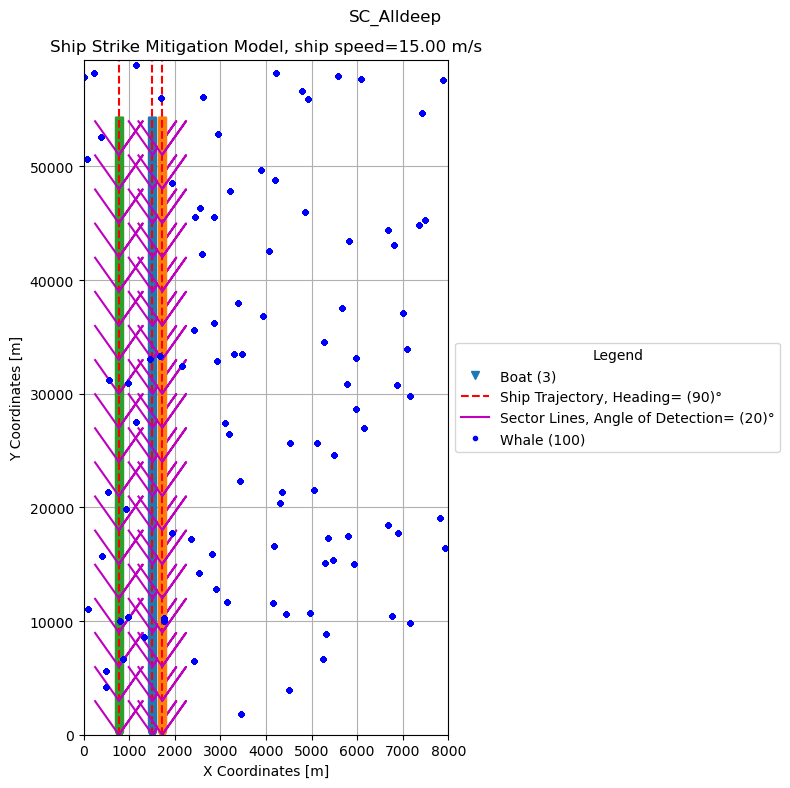 SC_Alldeep
Ship Strike Mitigation Model, ship speed=15.00 m/s
50000
40000
30000
20000
10000
0
Y Coordinates [m]
0 1000 2000 3000 4000 5000 6000 7000 8000
X Coordinates [m]
Legend
Boat (3)
Ship Trajectory, Heading= (90)°
Sector Lines, Angle of Detection= (20)°
Whale (100)